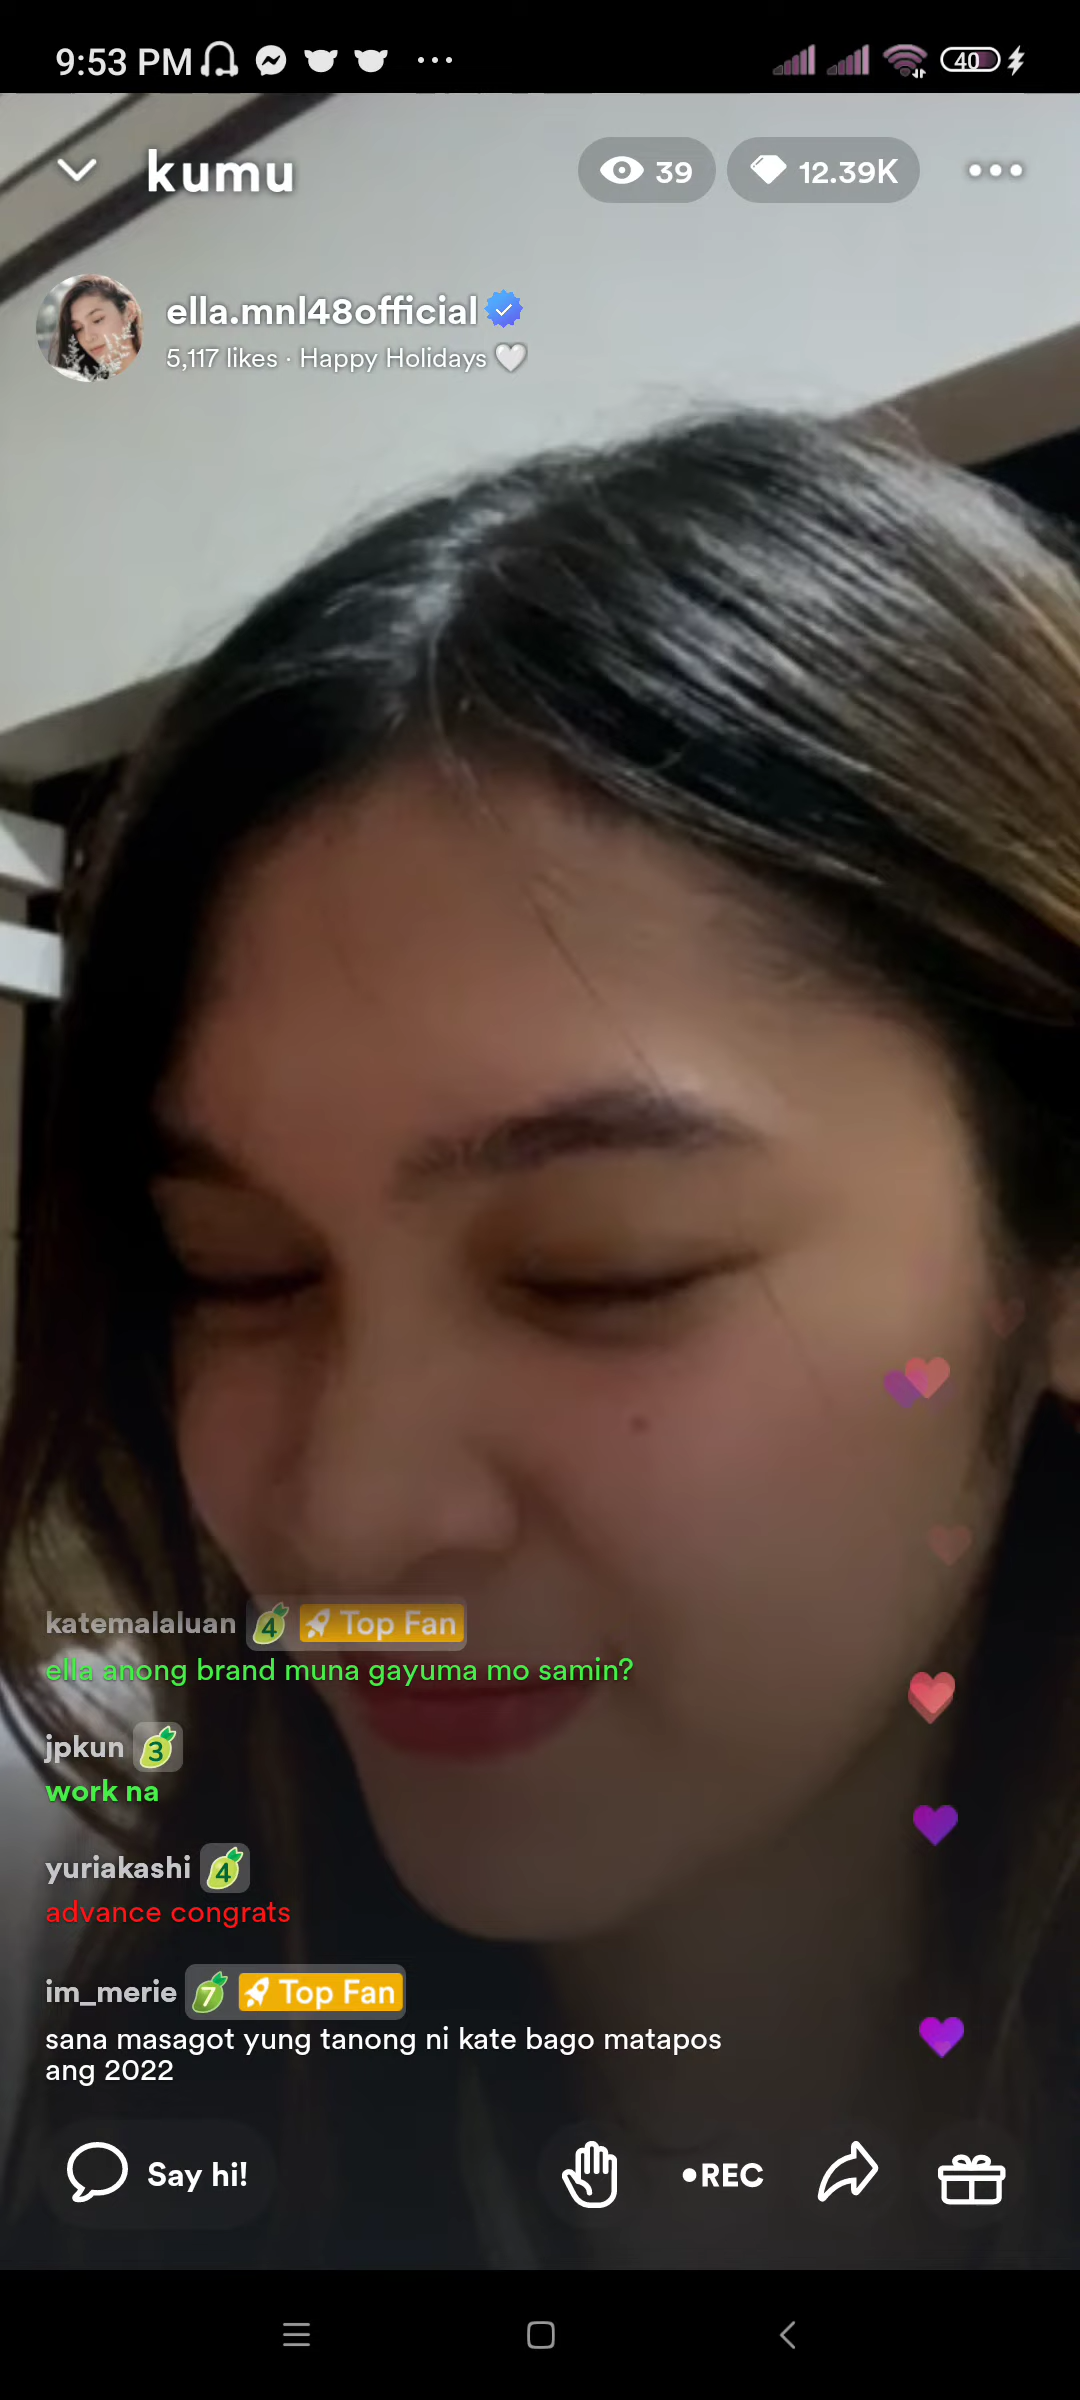 9:53 PM
40
kumu
39
12.39K
ella.mnl48official
5,117 likes · Happy Holidays 🤍
katemalaluan 4 Top Fan
ella anong brand muna gayuma mo samin?
jpkun 3
work na
yuriakashi 4
advance congrats
im_merie 7 Top Fan
sana masagot yung tanong ni kate bago matapos
ang 2022
Say hi!
•REC